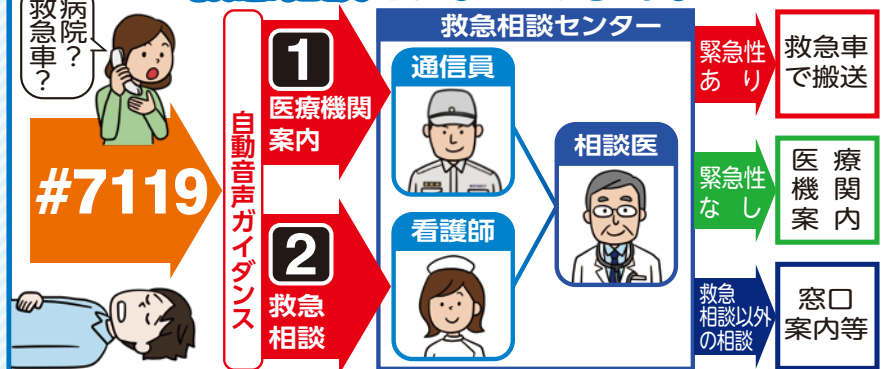 病院？
救急車？
#7119
自動音声ガイダンス
1
医療機関
案内
2
救急
相談
救急相談センター
通信員
看護師
相談医
緊急性
あり
救急車
で搬送
緊急性
なし
医療
機関
案内
救急
相談以外
の相談
窓口
案内等